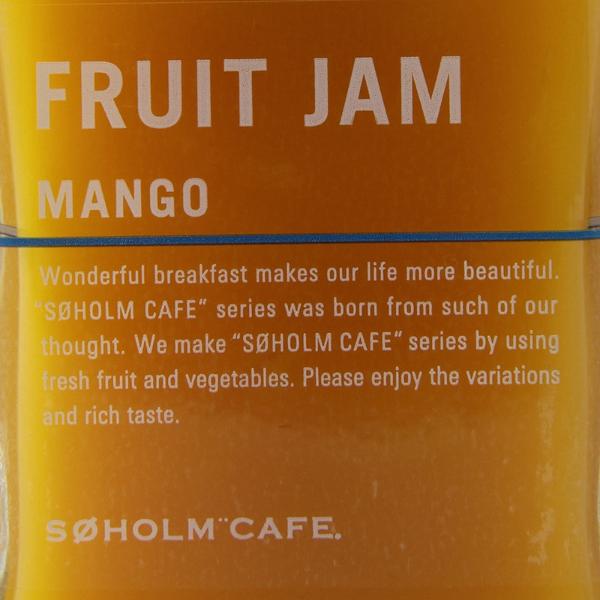 FRUIT JAM
MANGO
Wonderful breakfast makes our life more beautiful.
“SØHOLM CAFE” series was born from such of our
thought. We make “SØHOLM CAFE” series by using
fresh fruit and vegetables. Please enjoy the variations
and rich taste.
SØHOLM¨CAFE.